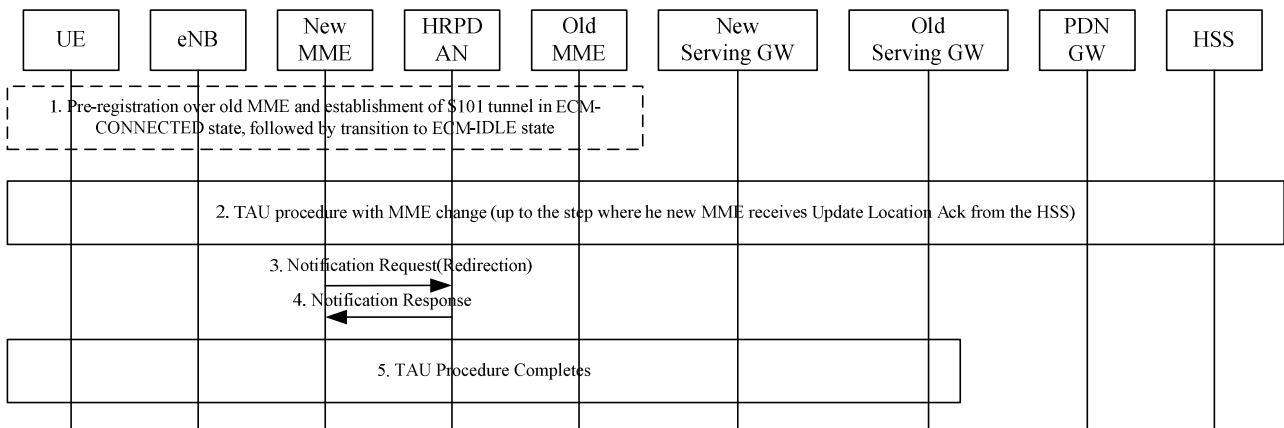 UE
eNB
New
MME
HRPD
AN
Old
MME
New
Serving GW
Old
Serving GW
PDN
GW
HSS
1. Pre-registration over old MME and establishment of S101 tunnel in ECM-
CONNECTED state, followed by transition to ECM-IDLE state
2. TAU procedure with MME change (up to the step where he new MME receives Update Location Ack from the HSS)
3. Notification Request(Redirection)
4. Notification Response
5. TAU Procedure Completes